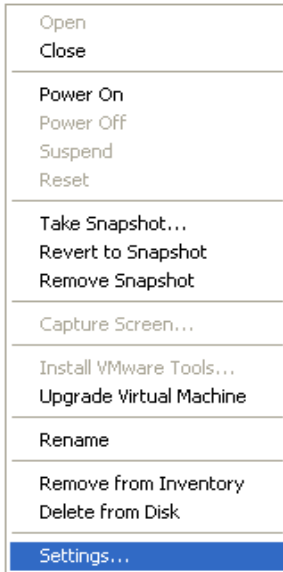 Open
Close
Power On
Power Off
Suspend
Reset
Take Snapshot...
Revert to Snapshot
Remove Snapshot
Capture Screen...
Install VMware Tools...
Upgrade Virtual Machine
Rename
Remove from Inventory
Delete from Disk
Settings...